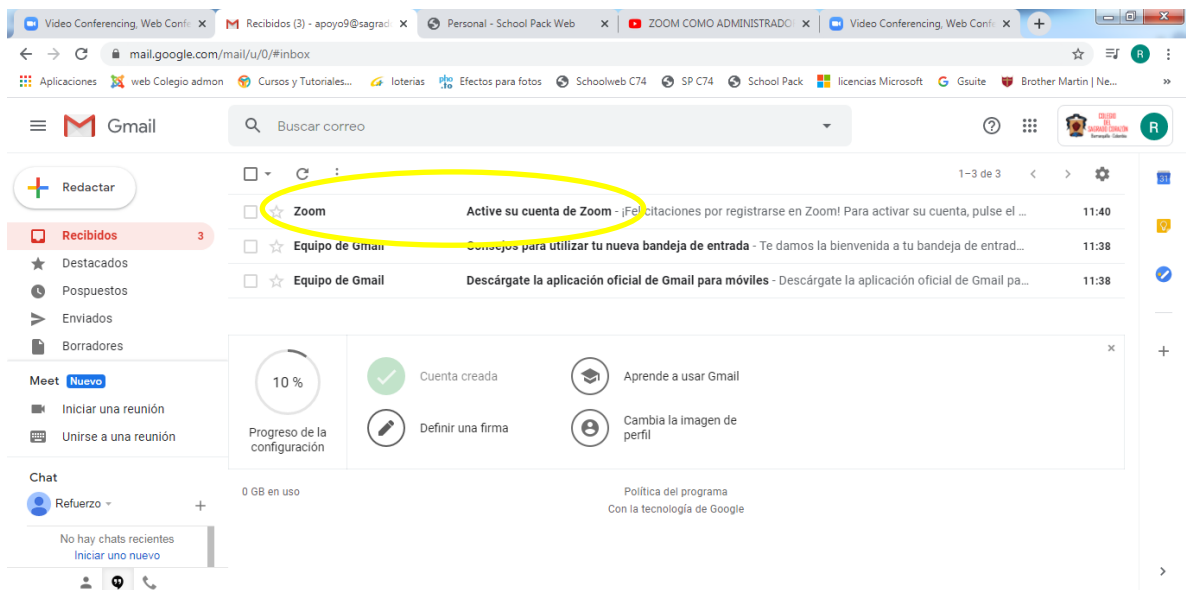 Video Conferencing, Web Confe
Recibidos (3) - apoyo9@sagrad
Personal - School Pack Web
ZOOM COMO ADMINISTRADO
Video Conferencing, Web Confe
mail.google.com/mail/u/0/#inbox
R
Aplicaciones web Colegio admon Cursos y Tutoriales... loterias Efectos para fotos Schoolweb C74 SP C74 School Pack licencias Microsoft Gsuite Brother Martin | Ne... »
Gmail
Buscar correo
COLEGIO
DEL
SAGRADO CORAZON
Barranquilla - Colombia
R
Redactar
1–3 de 3
31
Zoom Active su cuenta de Zoom - ¡Felicitaciones por registrarse en Zoom! Para activar su cuenta, pulse el ... 11:40
Recibidos 3
Equipo de Gmail Consejos para utilizar tu nueva bandeja de entrada - Te damos la bienvenida a tu bandeja de entrad... 11:38
Destacados
Equipo de Gmail Descárgate la aplicación oficial de Gmail para móviles - Descárgate la aplicación oficial de Gmail pa... 11:38
Pospuestos
Enviados
Borradores
Meet Nuevo
Iniciar una reunión
Unirse a una reunión
10 %
Progreso de la
configuración
Cuenta creada
Aprende a usar Gmail
Definir una firma
Cambia la imagen de
perfil
Chat
Refuerzo
No hay chats recientes
Iniciar uno nuevo
0 GB en uso
Política del programa
Con la tecnología de Google